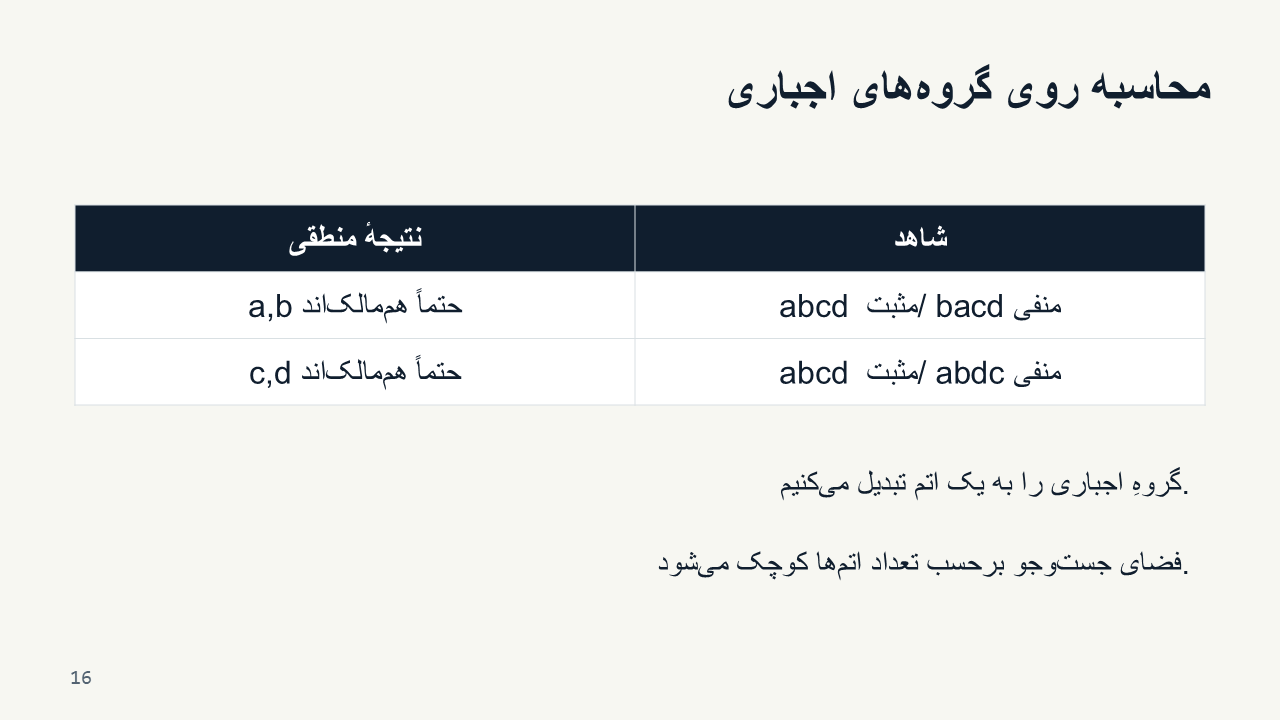 محاسبه روی گروه‌های اجباری
شاهد
نتیجهٔ منطقی
منفی bacd /مثبت abcd
حتماً هم‌مالک‌اند a,b
منفی abdc /مثبت abcd
حتماً هم‌مالک‌اند c,d
.گروهِ اجباری را به یک اتم تبدیل می‌کنیم
.فضای جست‌وجو برحسب تعداد اتم‌ها کوچک می‌شود
16